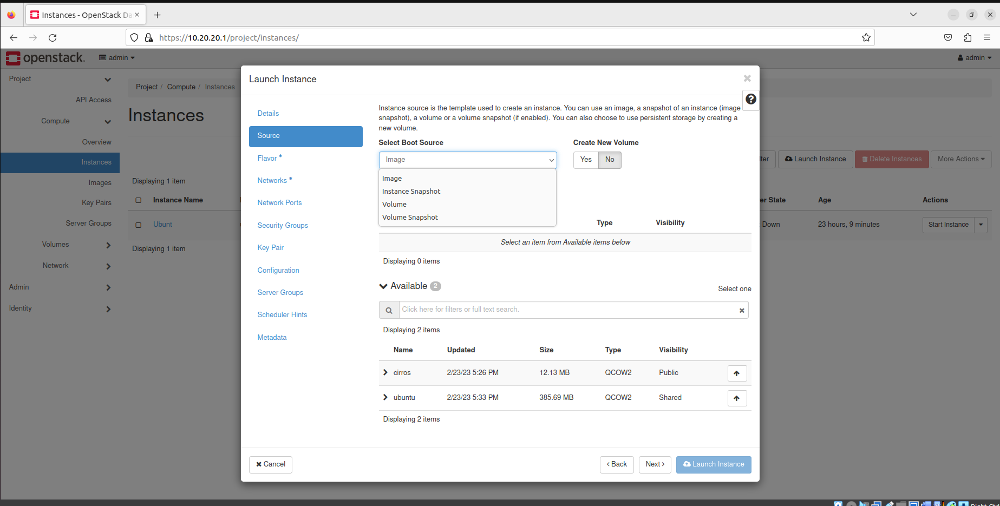 Instances - OpenStack Da
https://10.20.20.1/project/instances/
openstack.
admin
admin
Project
API Access
Compute
Overview
Instances
Images
Key Pairs
Server Groups
Volumes
Network
Admin
Identity
Project / Compute / Instances
Instances
Launch Instance
Delete Instances
More Actions
Displaying 1 item
Instance Name
er State
Age
Actions
Ubunt
Down
23 hours, 9 minutes
Start Instance
Displaying 1 item
Launch Instance
Details
Source
Flavor *
Networks *
Network Ports
Security Groups
Key Pair
Configuration
Server Groups
Scheduler Hints
Metadata
Instance source is the template used to create an instance. You can use an image, a snapshot of an instance (image
snapshot), a volume or a volume snapshot (if enabled). You can also choose to use persistent storage by creating a
new volume.
Select Boot Source
Create New Volume
Image
Yes No
Image
Instance Snapshot
Volume
Volume Snapshot
Type Visibility
Select an item from Available items below
Displaying 0 items
Available 2
Select one
Click here for filters or full text search.
Displaying 2 items
Name Updated Size Type Visibility
cirros 2/23/23 5:26 PM 12.13 MB QCOW2 Public
ubuntu 2/23/23 5:33 PM 385.69 MB QCOW2 Shared
Displaying 2 items
Cancel
< Back
Next >
Launch Instance